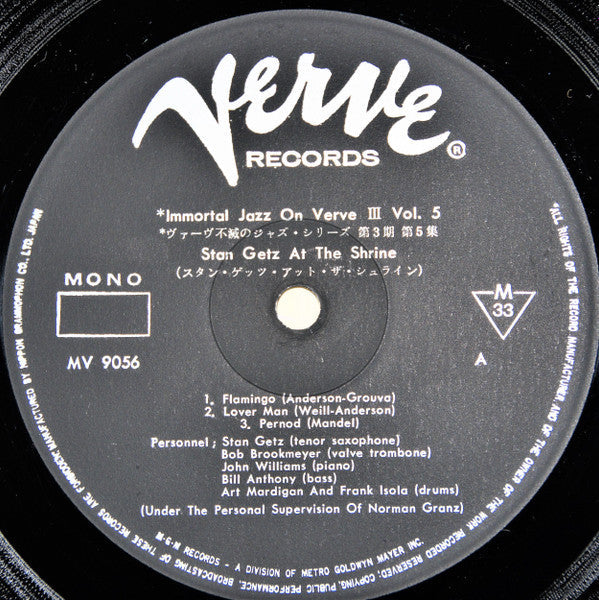 Verve®
RECORDS
*Immortal Jazz On Verve III Vol. 5
*ヴァーヴ不滅のジャズ・シリーズ 第3期 第5集
Stan Getz At The Shrine
(スタン・ゲッツ・アット・ザ・シュライン)
MONO
MV 9056
M
33
A
1. Flamingo (Anderson-Grouva)
2. Lover Man (Weill-Anderson)
3. Pernod (Mandel)
Personnel; Stan Getz (tenor saxophone)
Bob Brookmeyer (valve trombone)
John Williams (piano)
Bill Anthony (bass)
Art Mardigan And Frank Isola (drums)
(Under The Personal Supervision Of Norman Granz)
*ALL RIGHTS OF THE RECORD MANUFACTURER AND OF THE OWNER OF THE WORK RECORDED RESERVED. UNAUTHORISED COPYING, PUBLIC PERFORMANCE, BROADCASTING OF THESE RECORDS ARE FORBIDDEN; MANUFACTURED BY NIPPON GRAMMOPHON CO., LTD. JAPAN
M•G•M RECORDS - A DIVISION OF METRO GOLDWYN MAYER INC.